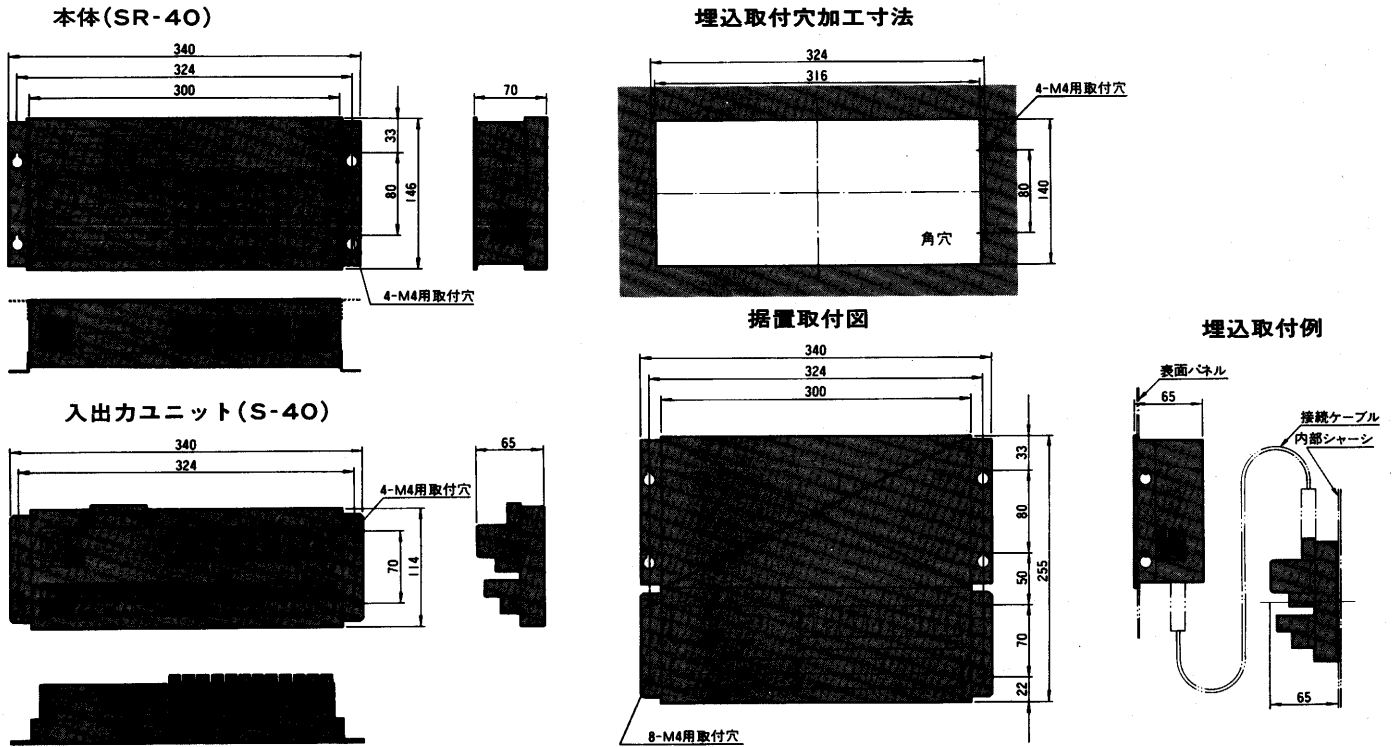 本体(SR-40)
340
324
300
33
80
146
4-M4用取付穴
70
埋込取付穴加工寸法
324
316
4-M4用取付穴
80
140
角穴
入出力ユニット(S-40)
340
324
4-M4用取付穴
70
114
65
据置取付図
340
324
300
33
80
50
70
22
255
8-M4用取付穴
埋込取付例
表面パネル
65
接続ケーブル
内部シャーシ
65